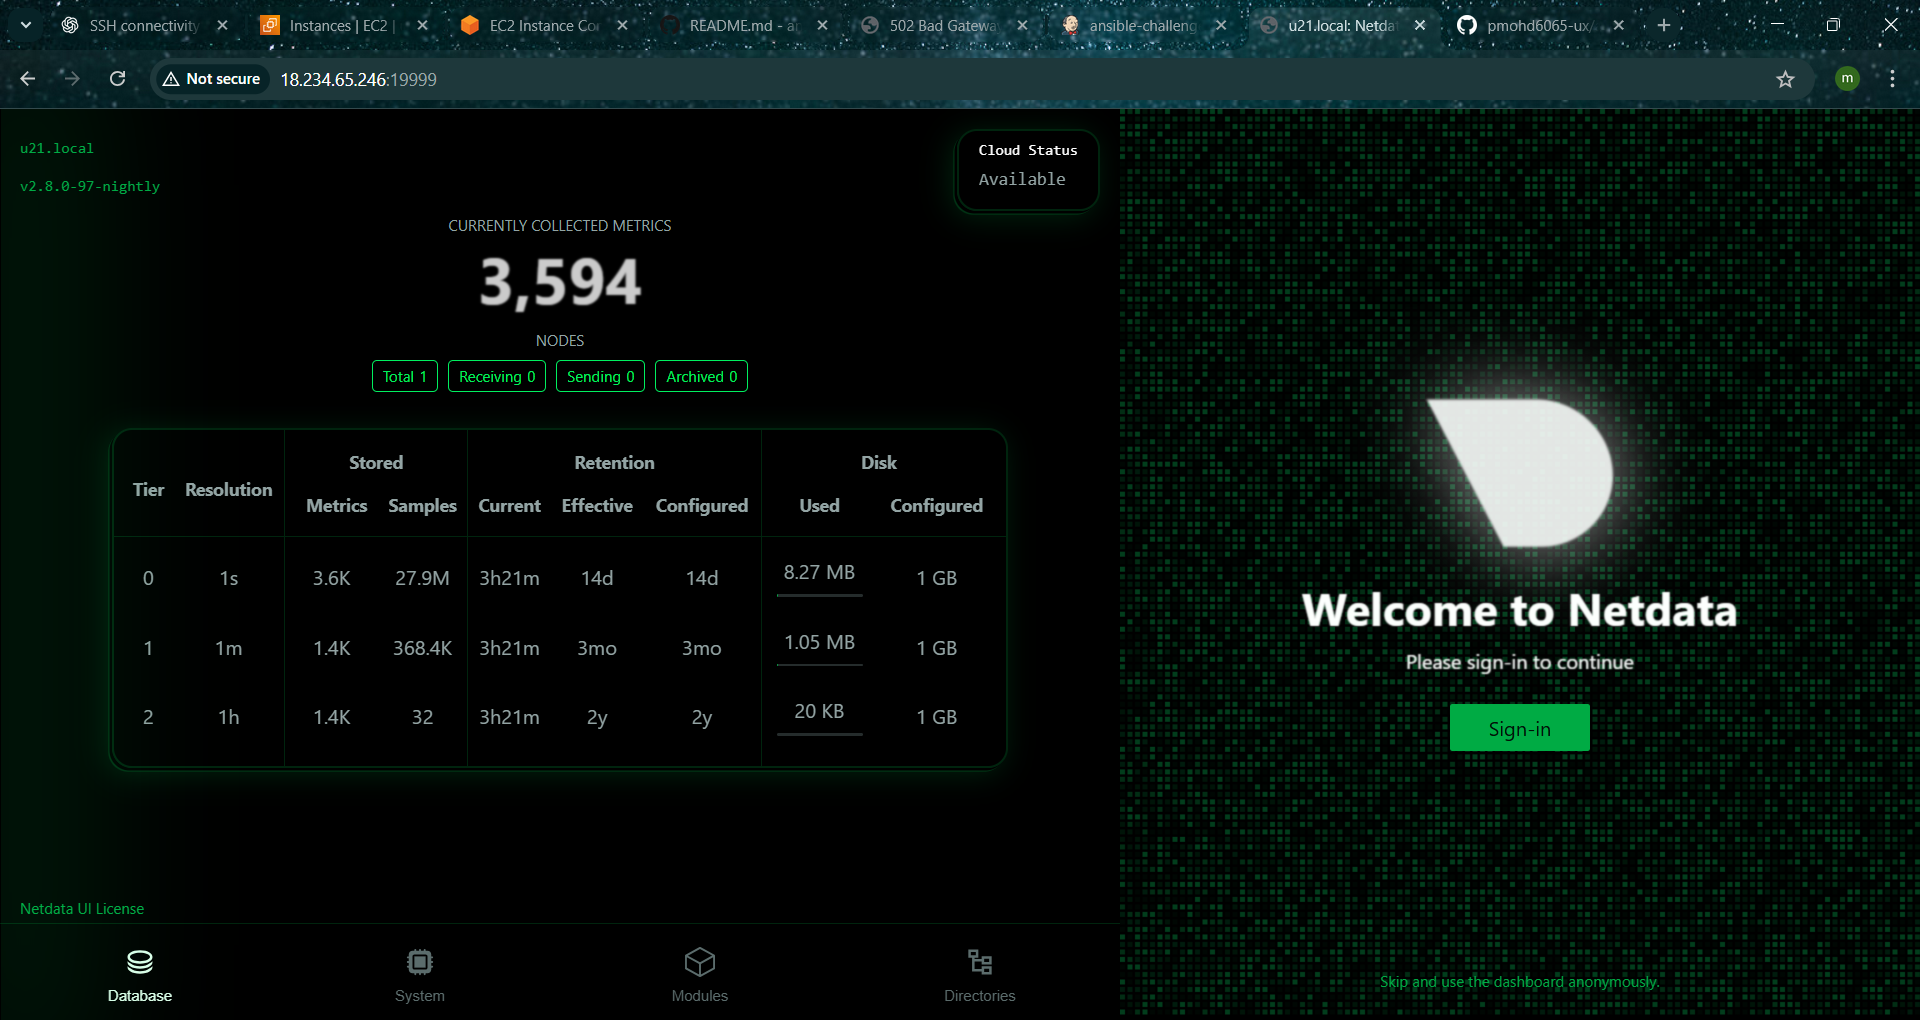 SSH connectivity
Instances | EC2 |
EC2 Instance Co
README.md - a
502 Bad Gatewa
ansible-challeng
u21.local: Netda
pmohd6065-ux/
Not secure
18.234.65.246:19999
m
u21.local
v2.8.0-97-nightly
Cloud Status
Available
CURRENTLY COLLECTED METRICS
3,594
NODES
Total 1
Receiving 0
Sending 0
Archived 0
Stored
Retention
Disk
Tier
Resolution
Metrics
Samples
Current
Effective
Configured
Used
Configured
0 1s 3.6K 27.9M 3h21m 14d 14d 8.27 MB 1 GB
1 1m 1.4K 368.4K 3h21m 3mo 3mo 1.05 MB 1 GB
2 1h 1.4K 32 3h21m 2y 2y 20 KB 1 GB
Welcome to Netdata
Please sign-in to continue
Sign-in
Netdata UI License
Database
System
Modules
Directories
Skip and use the dashboard anonymously.